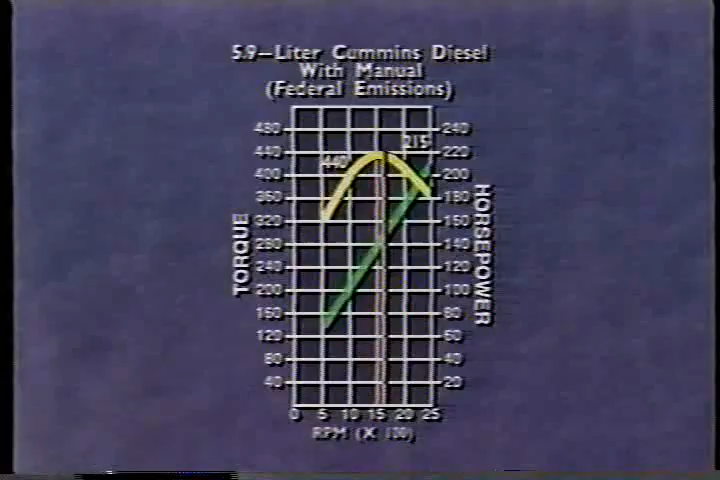 5.9–Liter Cummins Diesel
With Manual
(Federal Emissions)
480 240
215
440 220
440
400 200
360 180
320 160
280 140
240 120
200 100
160 80
120 60
80 40
40 20
TORQUE
HORSEPOWER
0 5 10 15 20 25
RPM (X 100)